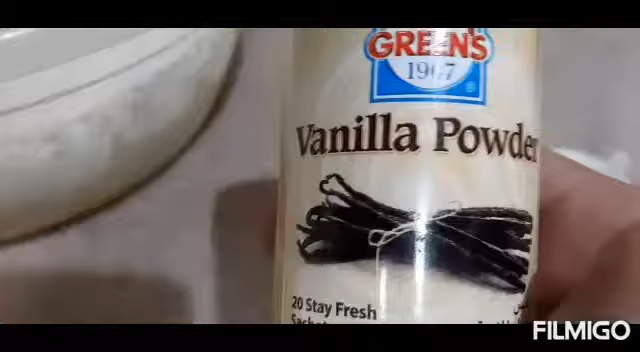 GREEN'S
1907
®
Vanilla Powder
20 Stay Fresh
FILMIGO